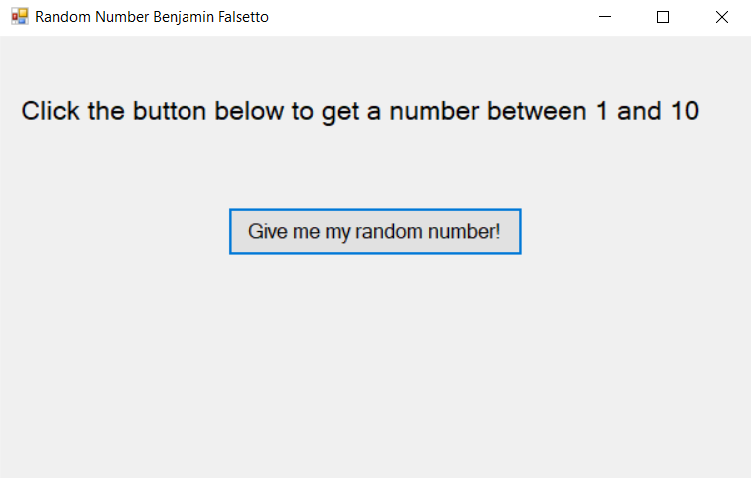 Random Number Benjamin Falsetto
Click the button below to get a number between 1 and 10
Give me my random number!